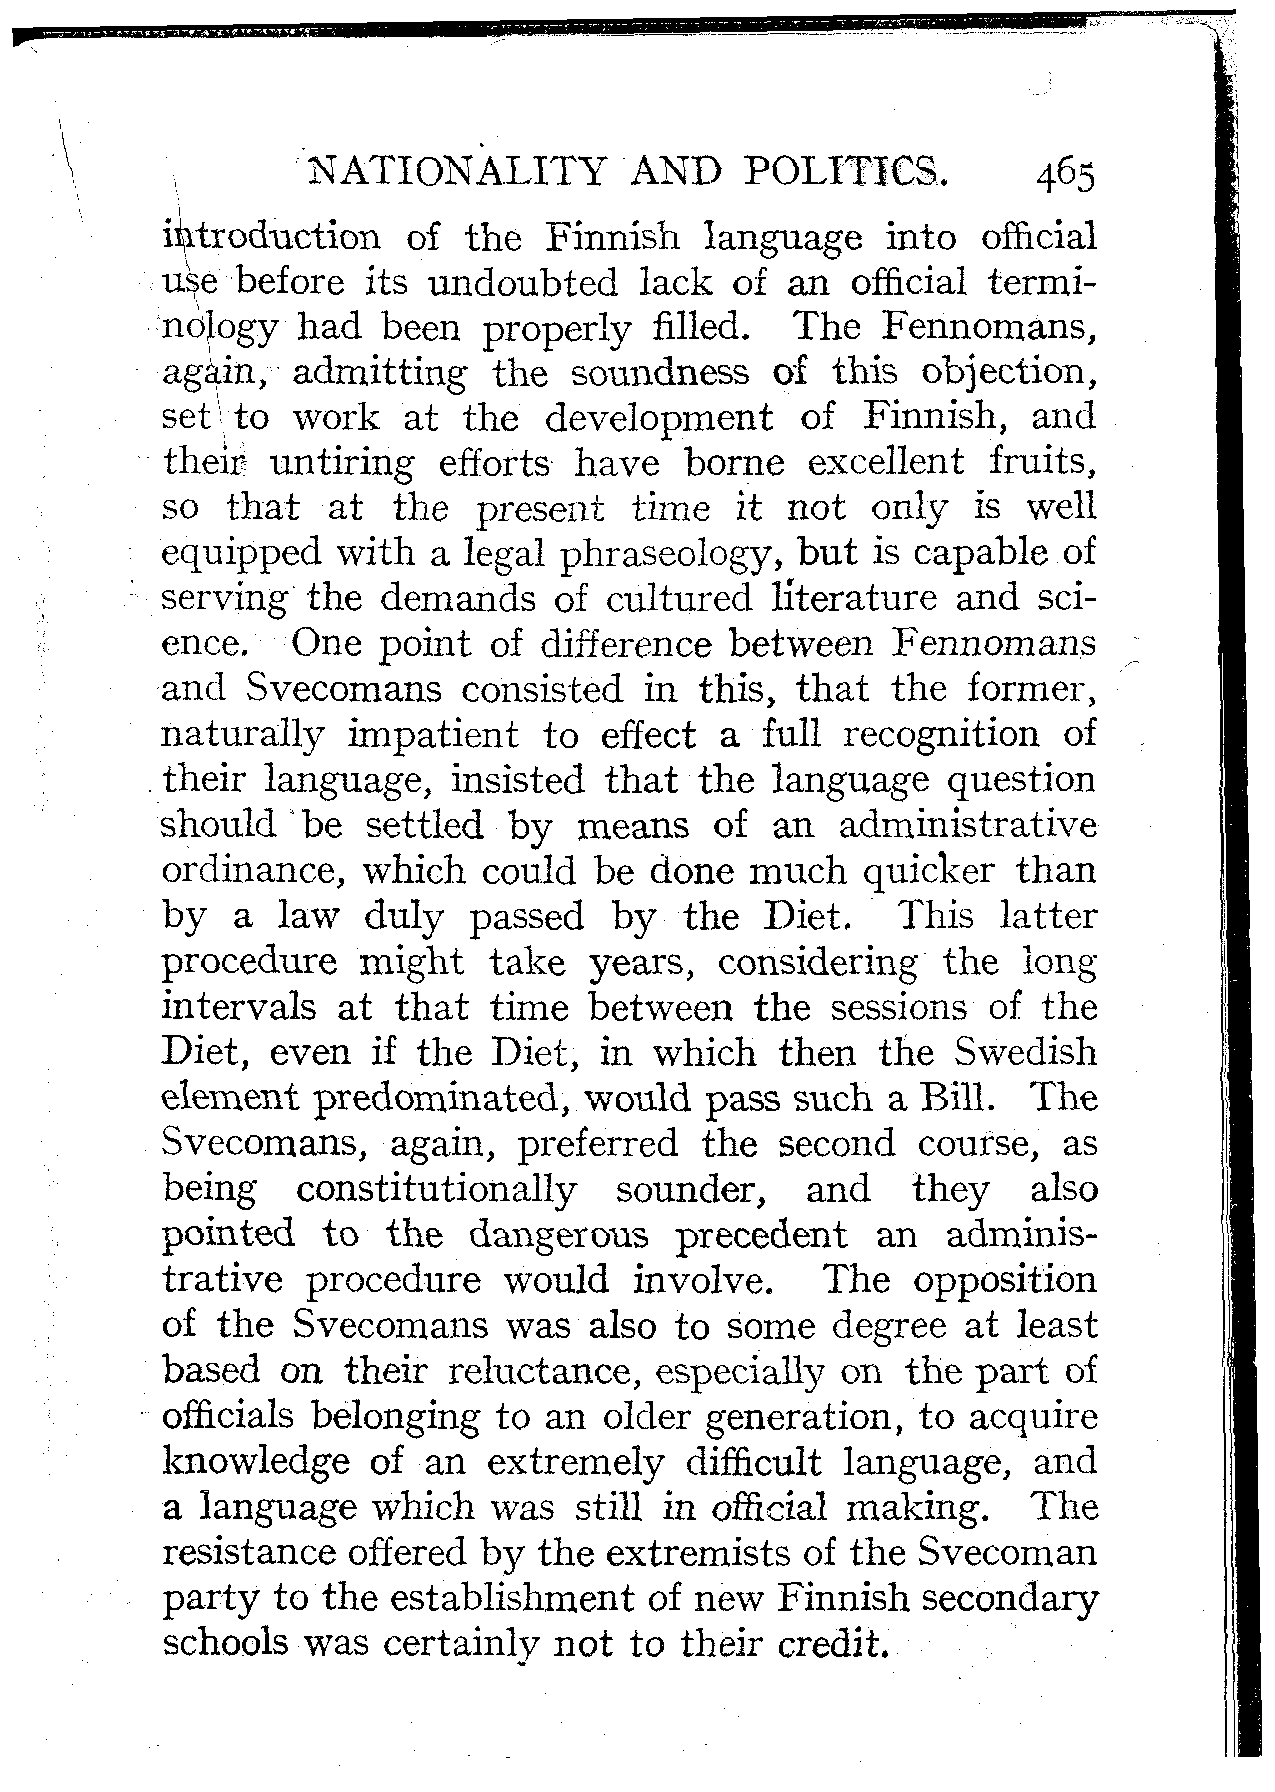 NATIONALITY AND POLITICS. 465
introduction of the Finnish language into official
use before its undoubted lack of an official termi-
nology had been properly filled. The Fennomans,
again, admitting the soundness of this objection,
set to work at the development of Finnish, and
their untiring efforts have borne excellent fruits,
so that at the present time it not only is well
equipped with a legal phraseology, but is capable of
serving the demands of cultured literature and sci-
ence. One point of difference between Fennomans
and Svecomans consisted in this, that the former,
naturally impatient to effect a full recognition of
their language, insisted that the language question
should be settled by means of an administrative
ordinance, which could be done much quicker than
by a law duly passed by the Diet. This latter
procedure might take years, considering the long
intervals at that time between the sessions of the
Diet, even if the Diet, in which then the Swedish
element predominated, would pass such a Bill. The
Svecomans, again, preferred the second course, as
being constitutionally sounder, and they also
pointed to the dangerous precedent an adminis-
trative procedure would involve. The opposition
of the Svecomans was also to some degree at least
based on their reluctance, especially on the part of
officials belonging to an older generation, to acquire
knowledge of an extremely difficult language, and
a language which was still in official making. The
resistance offered by the extremists of the Svecoman
party to the establishment of new Finnish secondary
schools was certainly not to their credit.